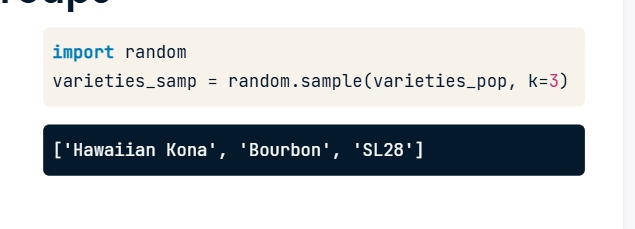 import random
varieties_samp = random.sample(varieties_pop, k=3)
['Hawaiian Kona', 'Bourbon', 'SL28']